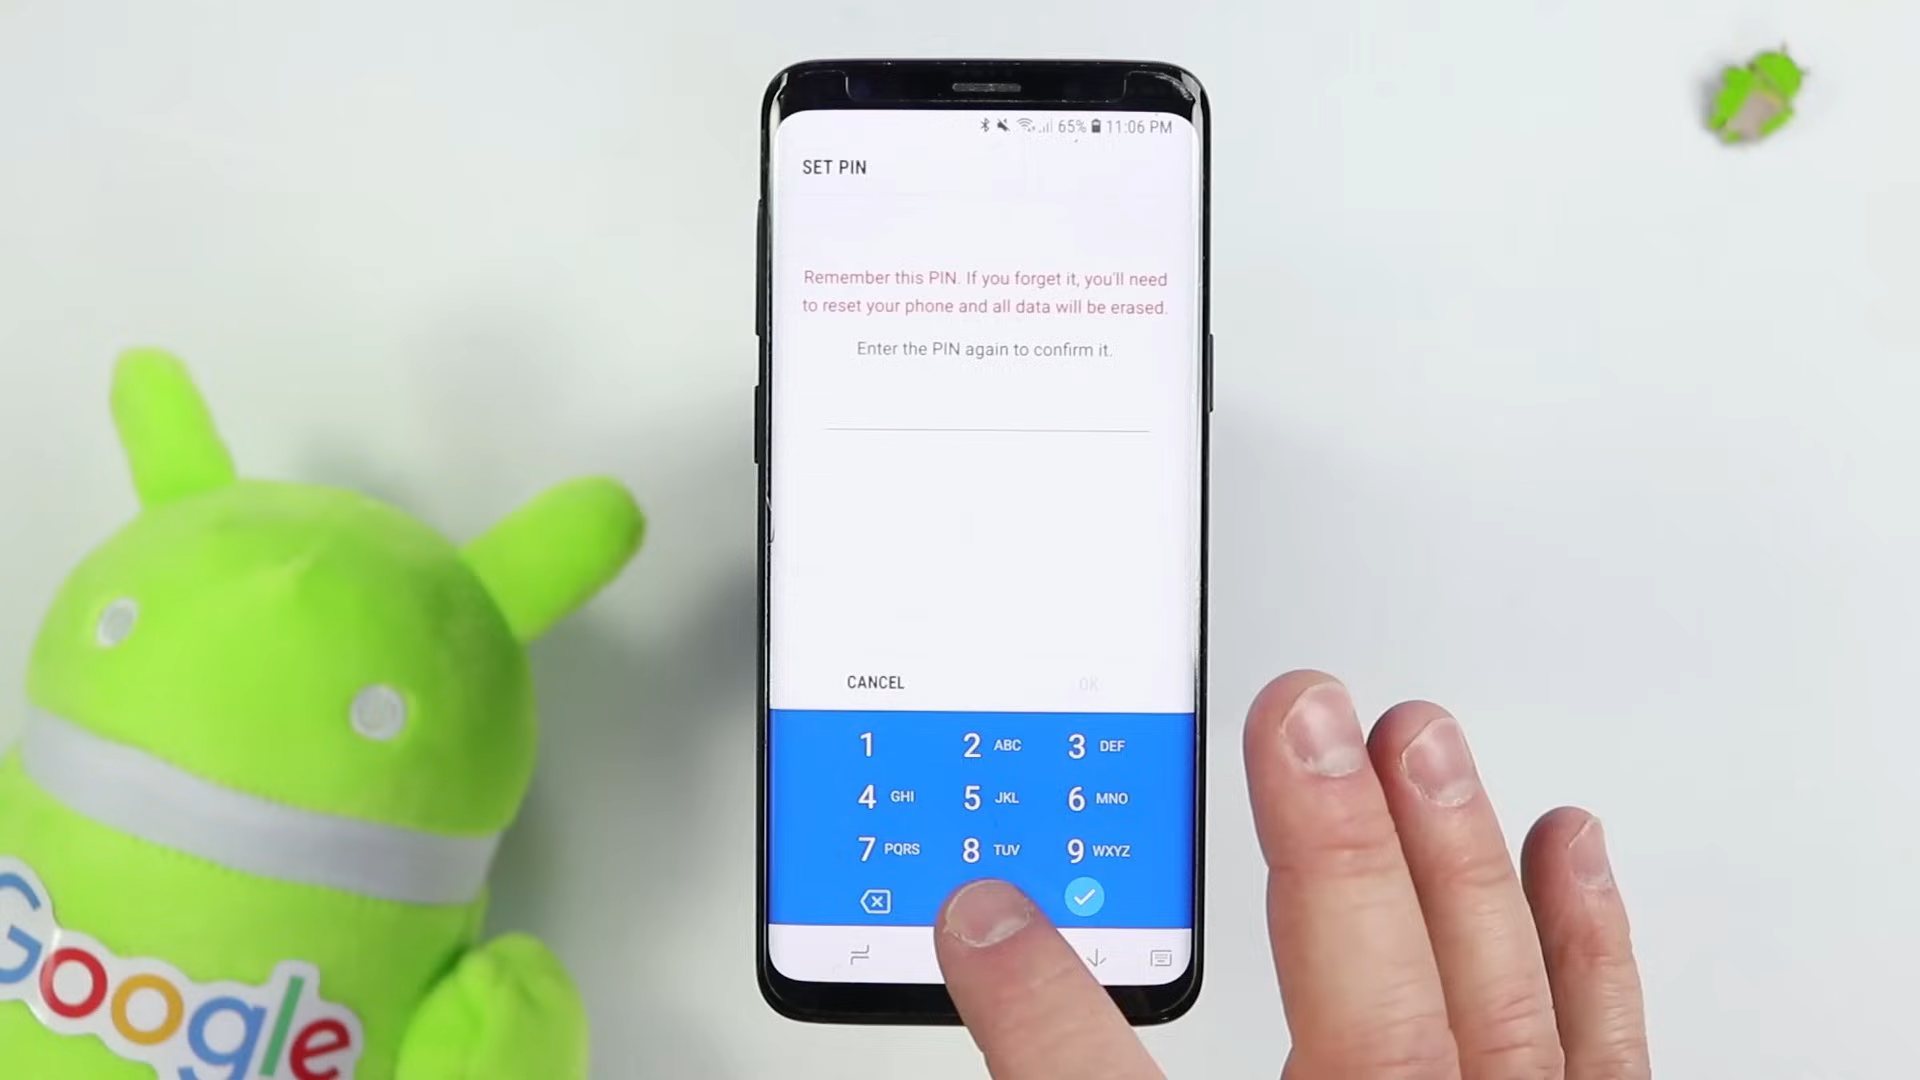 65% 11:06 PM
SET PIN
Remember this PIN. If you forget it, you'll need
to reset your phone and all data will be erased.
Enter the PIN again to confirm it.
CANCEL OK
1 2 ABC 3 DEF
4 GHI 5 JKL 6 MNO
7 PQRS 8 TUV 9 WXYZ
Google